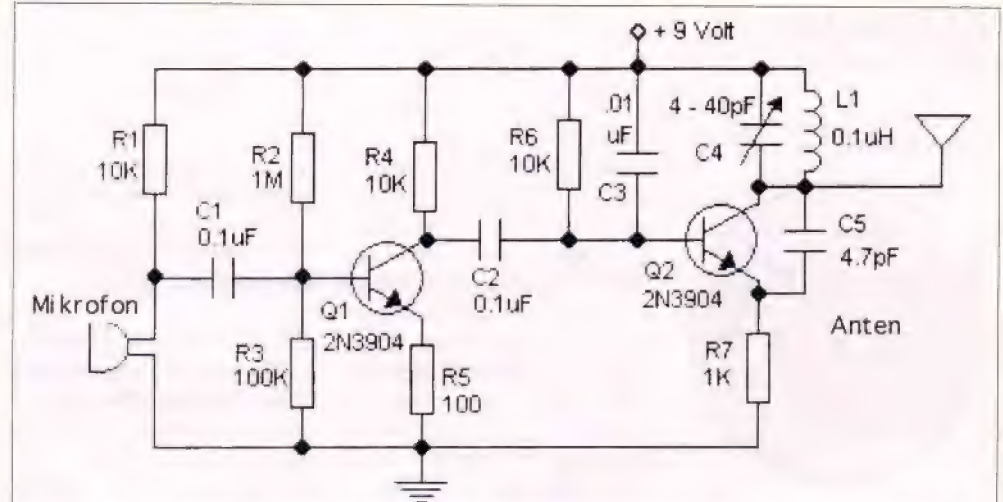 + 9 Volt
R1
10K
R2
1M
R4
10K
R6
10K
.01
uF
C3
4 - 40pF
C4
L1
0.1uH
C1
0.1uF
C2
0.1uF
Q1
2N3904
Q2
2N3904
C5
4.7pF
Mikrofon
R3
100K
R5
100
R7
1K
Anten